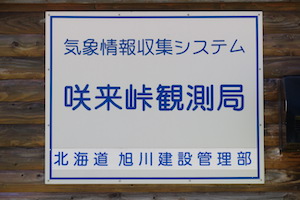 気象情報収集システム
咲来峠観測局
北海道 旭川建設管理部